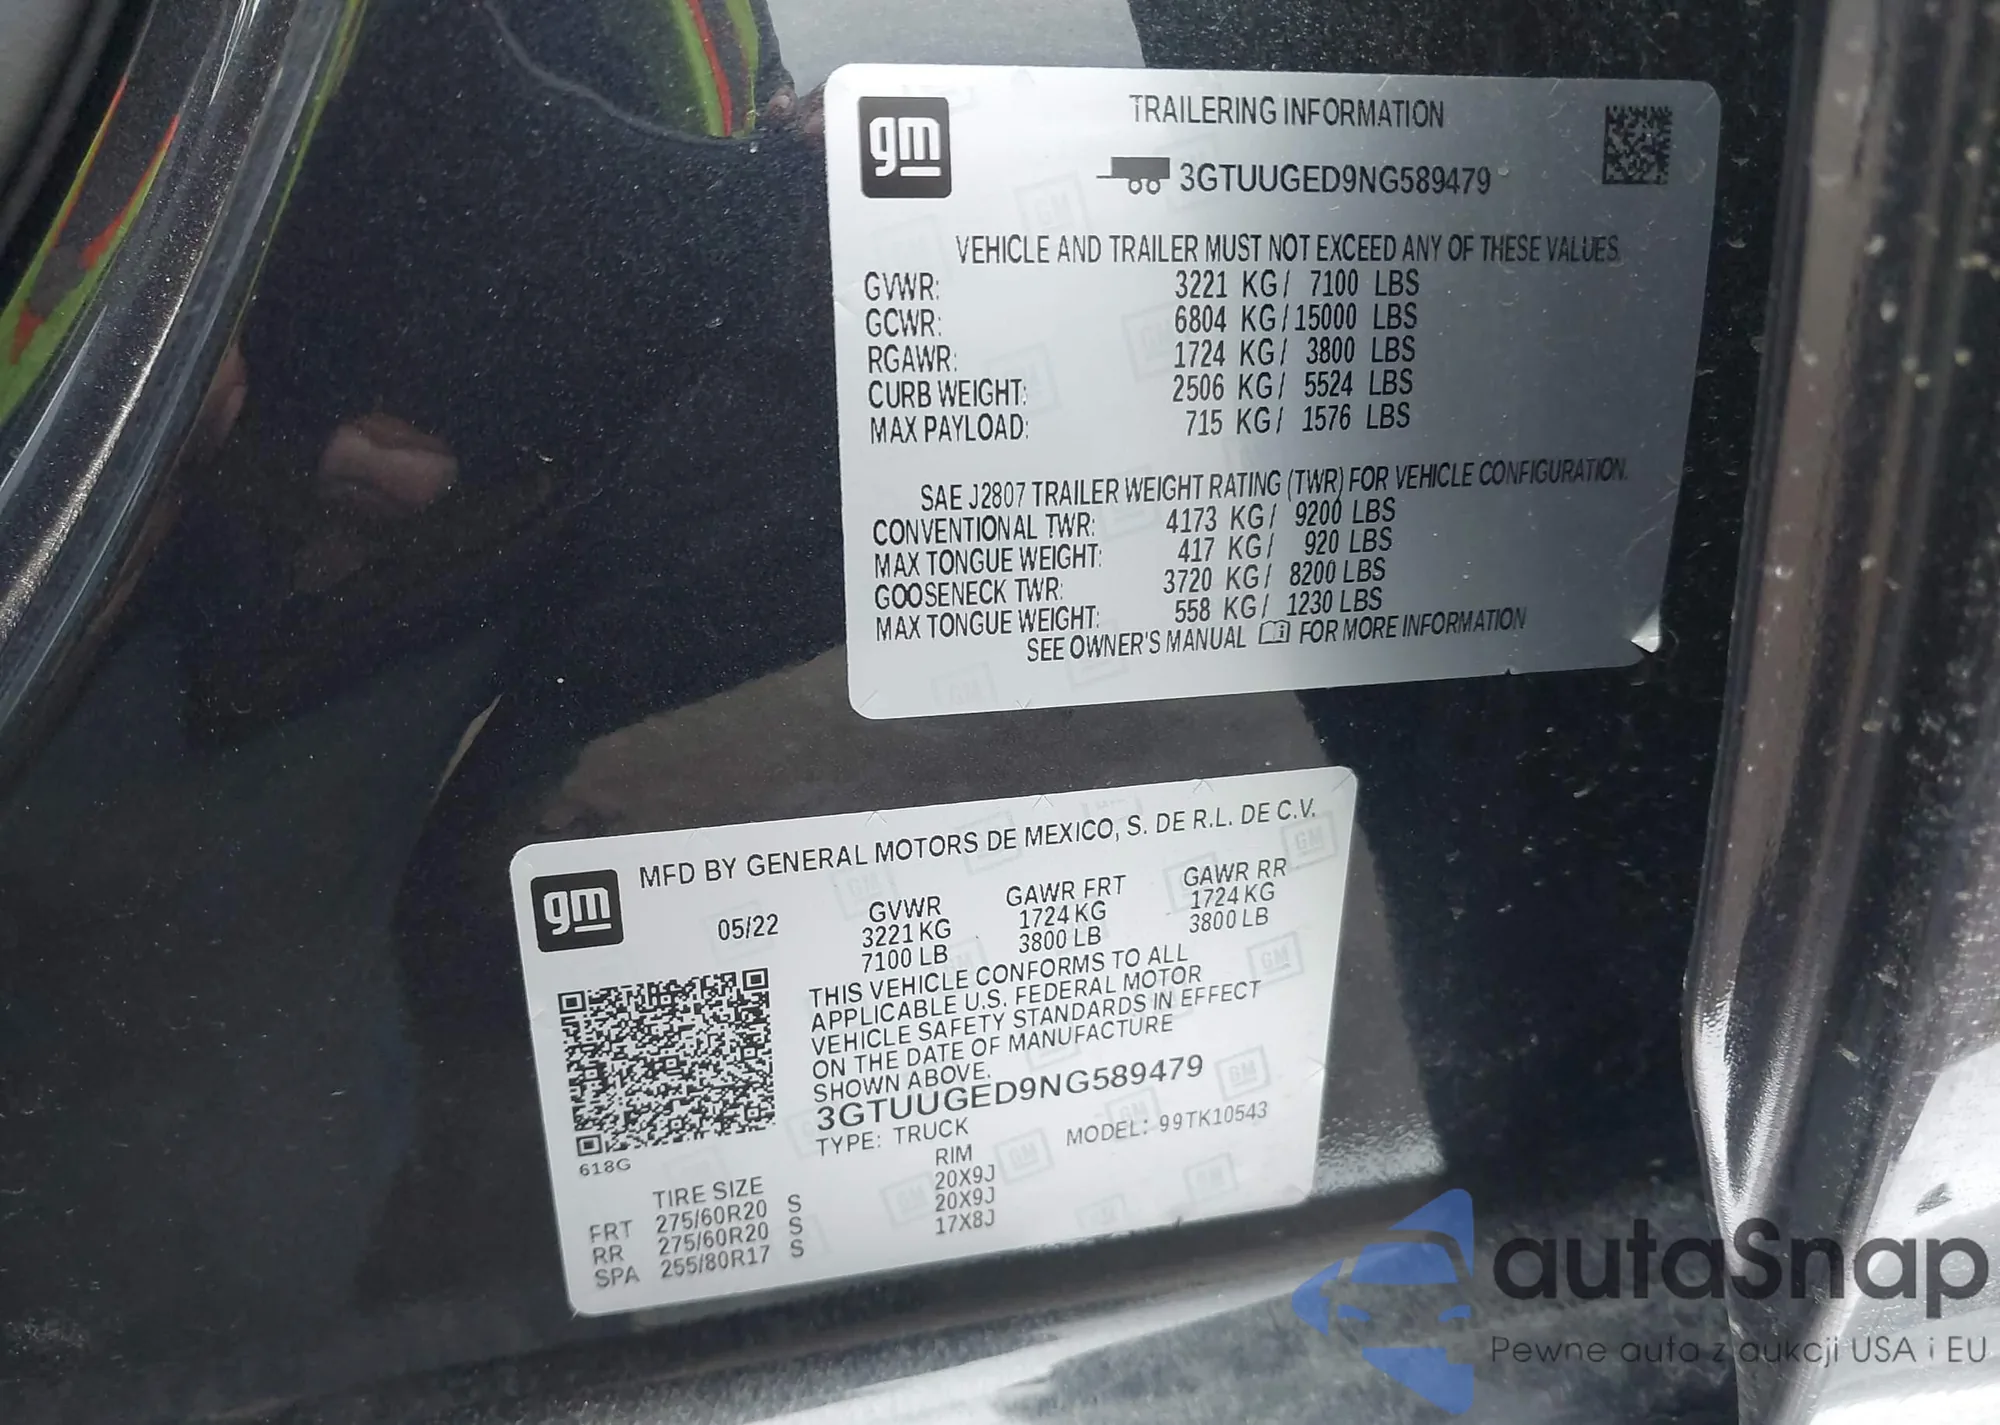 gm
TRAILERING INFORMATION
3GTUUGED9NG589479
VEHICLE AND TRAILER MUST NOT EXCEED ANY OF THESE VALUES.
GVWR: 3221 KG/ 7100 LBS
GCWR: 6804 KG/15000 LBS
RGAWR: 1724 KG/ 3800 LBS
CURB WEIGHT: 2506 KG/ 5524 LBS
MAX PAYLOAD: 715 KG/ 1576 LBS
SAE J2807 TRAILER WEIGHT RATING (TWR) FOR VEHICLE CONFIGURATION.
CONVENTIONAL TWR: 4173 KG/ 9200 LBS
MAX TONGUE WEIGHT: 417 KG/ 920 LBS
GOOSENECK TWR: 3720 KG/ 8200 LBS
MAX TONGUE WEIGHT: 558 KG/ 1230 LBS
SEE OWNER'S MANUAL FOR MORE INFORMATION
gm
MFD BY GENERAL MOTORS DE MEXICO, S. DE R.L. DE C.V.
05/22
GVWR GAWR FRT GAWR RR
3221 KG 1724 KG 1724 KG
7100 LB 3800 LB 3800 LB
THIS VEHICLE CONFORMS TO ALL
APPLICABLE U.S. FEDERAL MOTOR
VEHICLE SAFETY STANDARDS IN EFFECT
ON THE DATE OF MANUFACTURE
SHOWN ABOVE.
3GTUUGED9NG589479
TYPE: TRUCK MODEL: 99TK10543
618G
TIRE SIZE RIM
FRT 275/60R20 S 20X9J
RR 275/60R20 S 20X9J
SPA 255/80R17 S 17X8J
autaSnap
Pewne auta z aukcji USA i EU